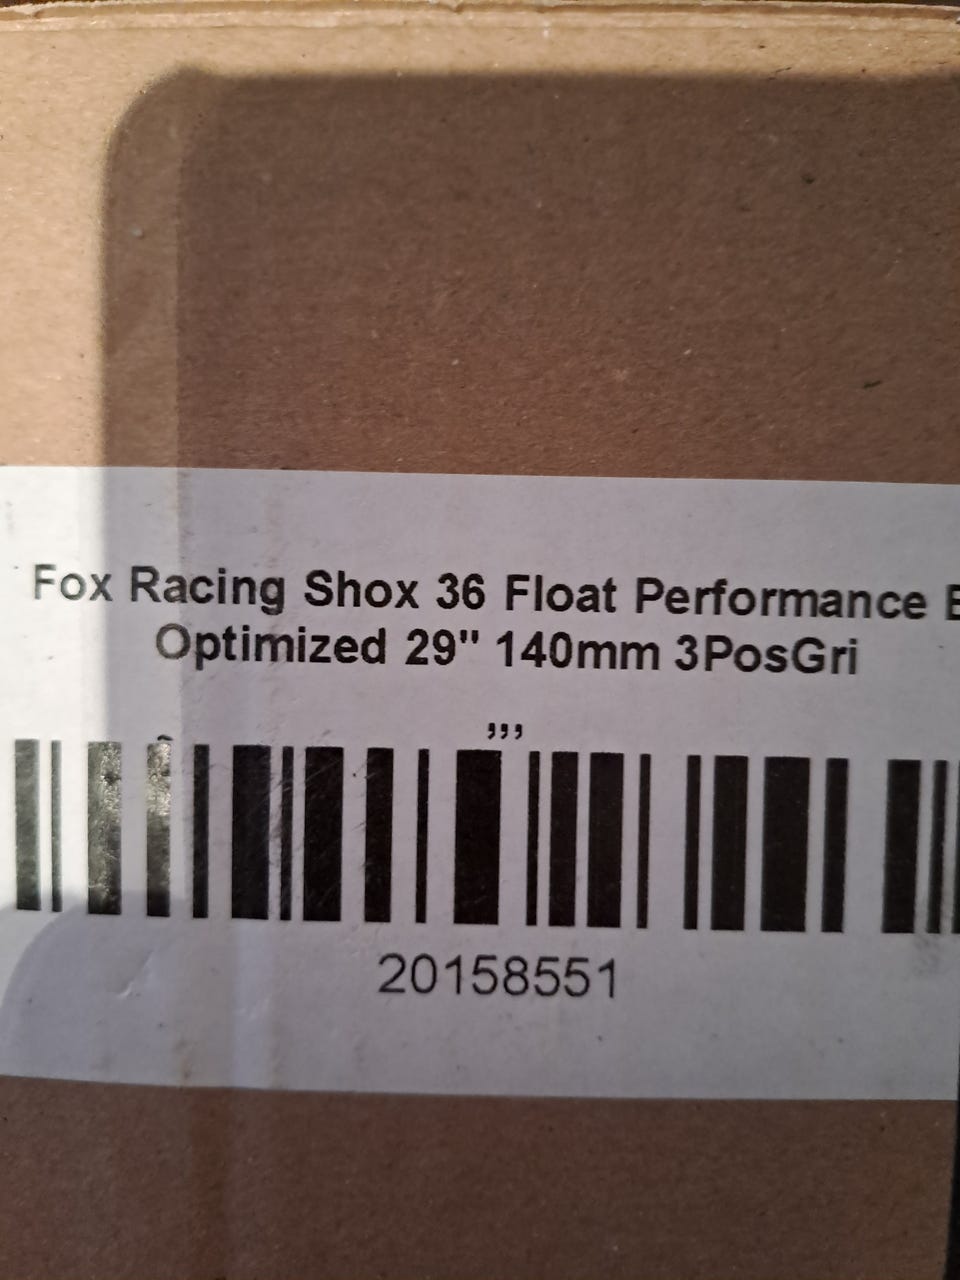 Fox Racing Shox 36 Float Performance
Optimized 29" 140mm 3PosGri
,,,
20158551